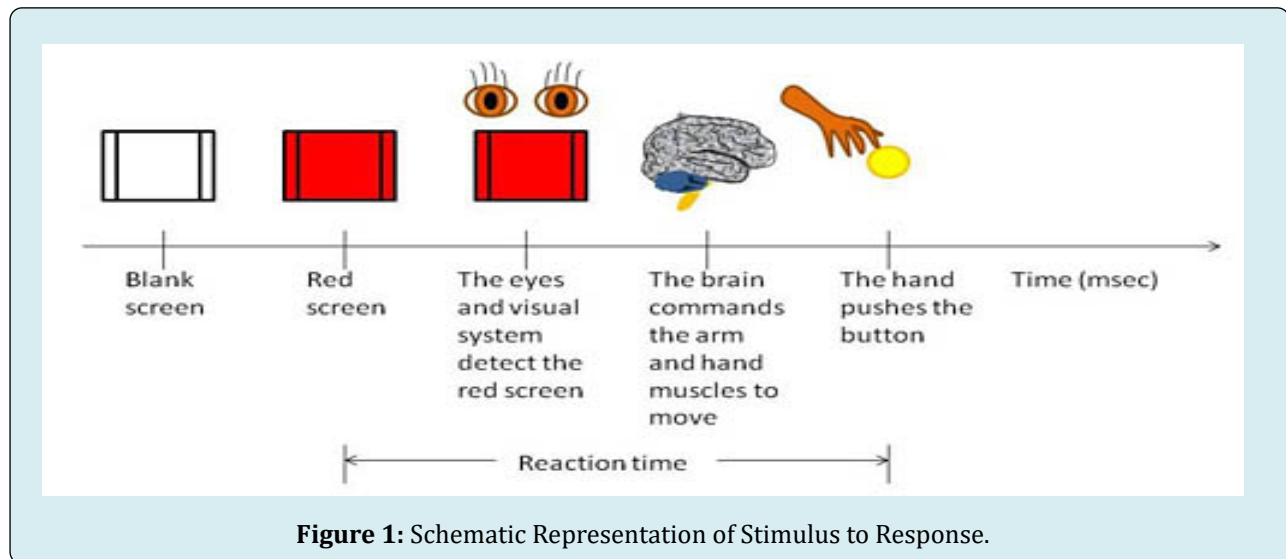 Blank
screen
Red
screen
The eyes
and visual
system
detect the
red screen
The brain
commands
the arm
and hand
muscles to
move
The hand
pushes the
button
Time (msec)
Reaction time
Figure 1: Schematic Representation of Stimulus to Response.